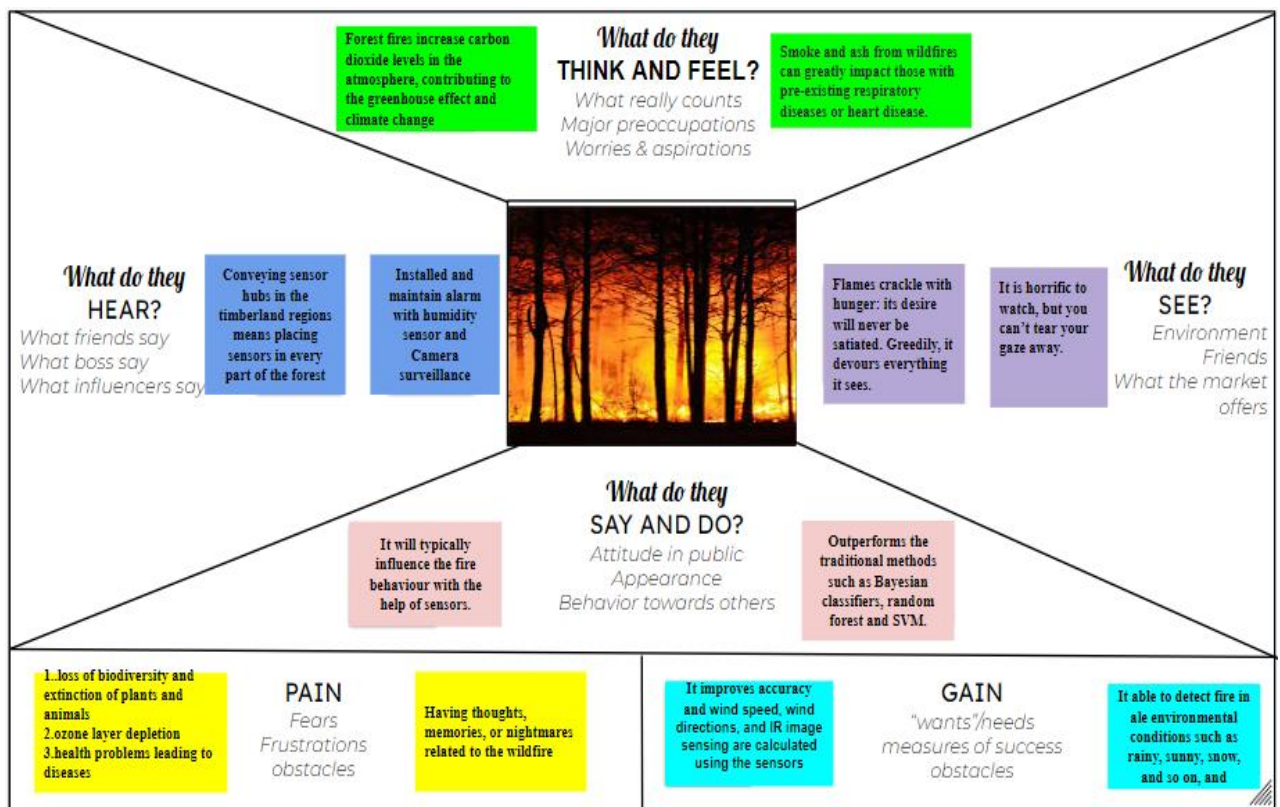 Forest fires increase carbon
dioxide levels in the
atmosphere, contributing to
the greenhouse effect and
climate change
What do they
THINK AND FEEL?
What really counts
Major preoccupations
Worries & aspirations
Smoke and ash from wildfires
can greatly impact those with
pre-existing respiratory
diseases or heart disease.
What do they
HEAR?
What friends say
What boss say
What influencers say
Conveying sensor
hubs in the
timberland regions
means placing
sensors in every
part of the forest
Installed and
maintain alarm
with humidity
sensor and
Camera
surveillance
Flames crackle with
hunger: its desire
will never be
satiated. Greedily, it
devours everything
it sees.
It is horrific to
watch, but you
can't tear your
gaze away.
What do they
SEE?
Environment
Friends
What the market
offers
It will typically
influence the fire
behaviour with the
help of sensors.
What do they
SAY AND DO?
Attitude in public
Appearance
Behavior towards others
Outperforms the
traditional methods
such as Bayesian
classifiers, random
forest and SVM.
1..loss of biodiversity and
extinction of plants and
animals
2.ozone layer depletion
3.health problems leading to
diseases
PAIN
Fears
Frustrations
obstacles
Having thoughts,
memories, or nightmares
related to the wildfire
It improves accuracy
and wind speed, wind
directions, and IR image
sensing are calculated
using the sensors
GAIN
"wants"/needs
measures of success
obstacles
It able to detect fire in
ale environmental
conditions such as
rainy, sunny, snow,
and so on, and